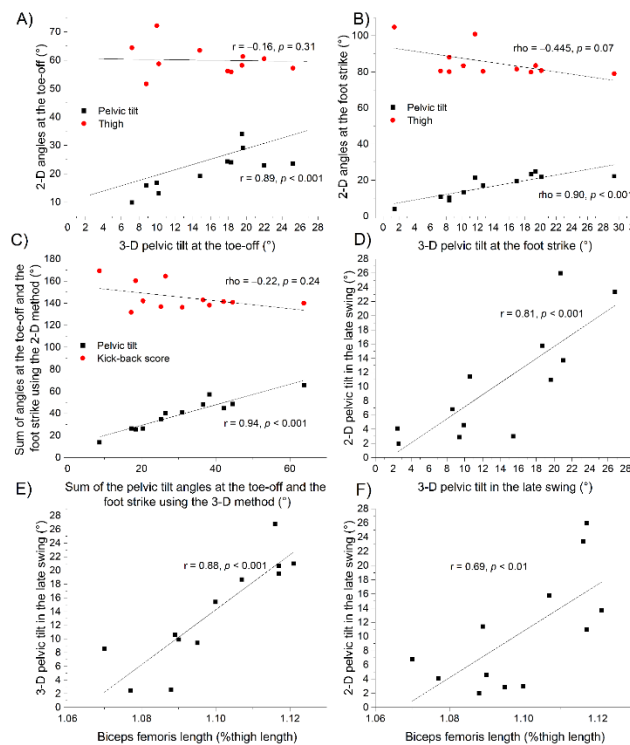 A)
2-D angles at the toe-off (°)
80
70
60
50
40
30
20
10
r = –0.16, p = 0.31
Pelvic tilt
Thigh
r = 0.89, p < 0.001
0 2 4 6 8 10 12 14 16 18 20 22 24 26 28
3-D pelvic tilt at the toe-off (°)
B)
2-D angles at the foot strike (°)
100
80
60
40
20
0
rho = –0.445, p = 0.07
Pelvic tilt
Thigh
rho = 0.90, p < 0.001
0 2 4 6 8 10 12 14 16 18 20 22 24 26 28 30
3-D pelvic tilt at the foot strike (°)
C)
Sum of angles at the toe-off and the
foot strike using the 2-D method (°)
180
160
140
120
100
80
60
40
20
0
rho = –0.22, p = 0.24
Pelvic tilt
Kick-back score
r = 0.94, p < 0.001
0 20 40 60
Sum of the pelvic tilt angles at the toe-off and the
foot strike using the 3-D method (°)
D)
2-D pelvic tilt in the late swing (°)
28
26
24
22
20
18
16
14
12
10
8
6
4
2
0
r = 0.81, p < 0.001
0 2 4 6 8 10 12 14 16 18 20 22 24 26 28
3-D pelvic tilt in the late swing (°)
E)
3-D pelvic tilt in the late swing (°)
28
26
24
22
20
18
16
14
12
10
8
6
4
2
0
r = 0.88, p < 0.001
1.06 1.08 1.10 1.12
Biceps femoris length (%thigh length)
F)
2-D pelvic tilt in the late swing (°)
28
26
24
22
20
18
16
14
12
10
8
6
4
2
0
r = 0.69, p < 0.01
1.06 1.08 1.10 1.12
Biceps femoris length (%thigh length)